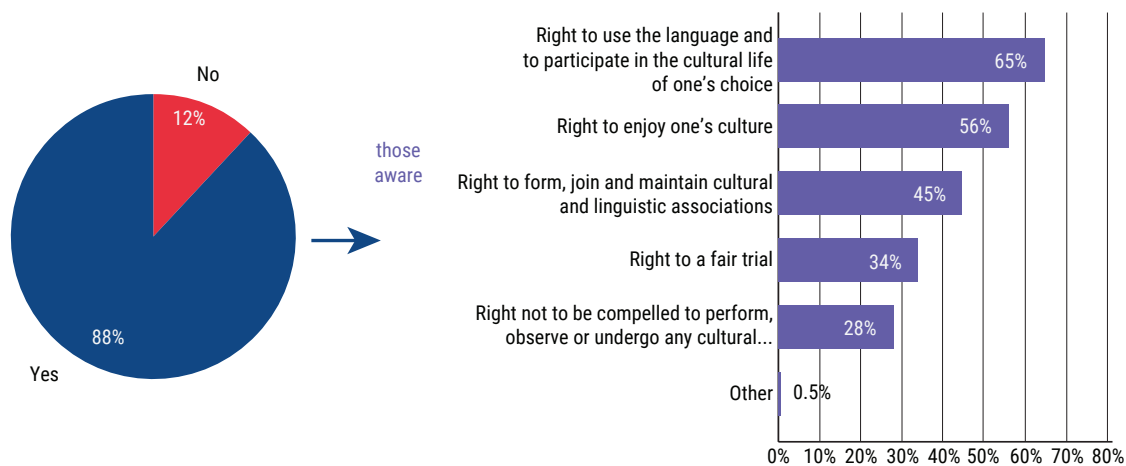 No
12%
88%
Yes
those
aware
Right to use the language and
to participate in the cultural life
of one's choice
65%
Right to enjoy one's culture
56%
Right to form, join and maintain cultural
and linguistic associations
45%
Right to a fair trial
34%
Right not to be compelled to perform,
observe or undergo any cultural...
28%
Other
0.5%
0% 10% 20% 30% 40% 50% 60% 70% 80%